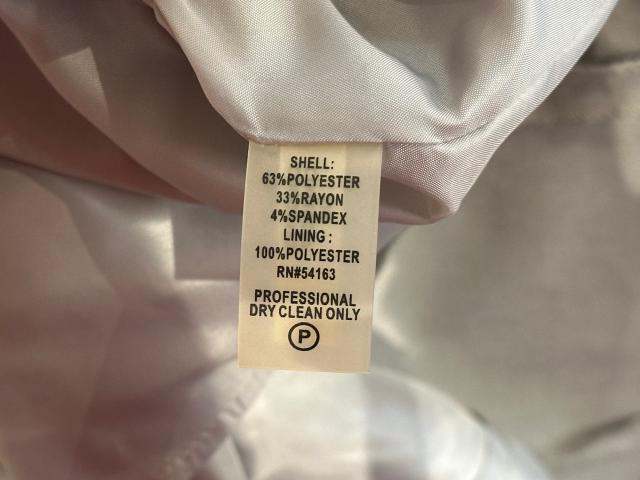 SHELL:
63%POLYESTER
33%RAYON
4%SPANDEX
LINING :
100%POLYESTER
RN#54163
PROFESSIONAL
DRY CLEAN ONLY
P